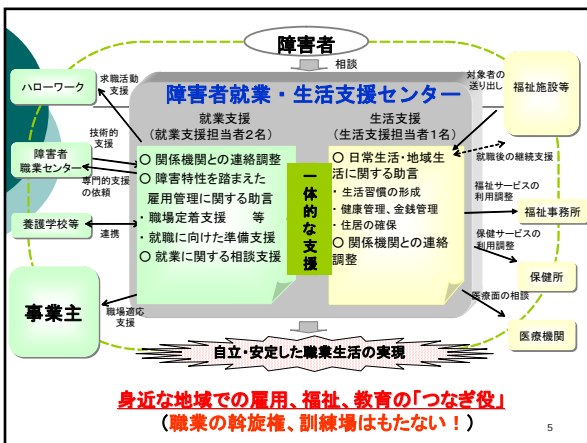 障害者
相談
障害者就業・生活支援センター
ハローワーク
求職活動
支援
技術的
支援
障害者
職業センター
専門的支援
の依頼
養護学校等
連携
事業主
職場適応
支援
就業支援
（就業支援担当者2名）
〇 関係機関との連絡調整
〇 障害特性を踏まえた
雇用管理に関する助言
・職場定着支援　等
・就職に向けた準備支援
〇 就業に関する相談支援
一体的な支援
生活支援
（生活支援担当者１名）
〇 日常生活・地域生
活に関する助言
・生活習慣の形成
・健康管理、金銭管理
・住居の確保
〇 関係機関との連絡
調整
対象者の
送り出し
福祉施設等
就職後の継続支援
福祉サービスの
利用調整
福祉事務所
保健サービスの
利用調整
保健所
医療面の相談
医療機関
自立・安定した職業生活の実現
身近な地域での雇用、福祉、教育の「つなぎ役」
（職業の斡旋権、訓練場はもたない！）
5